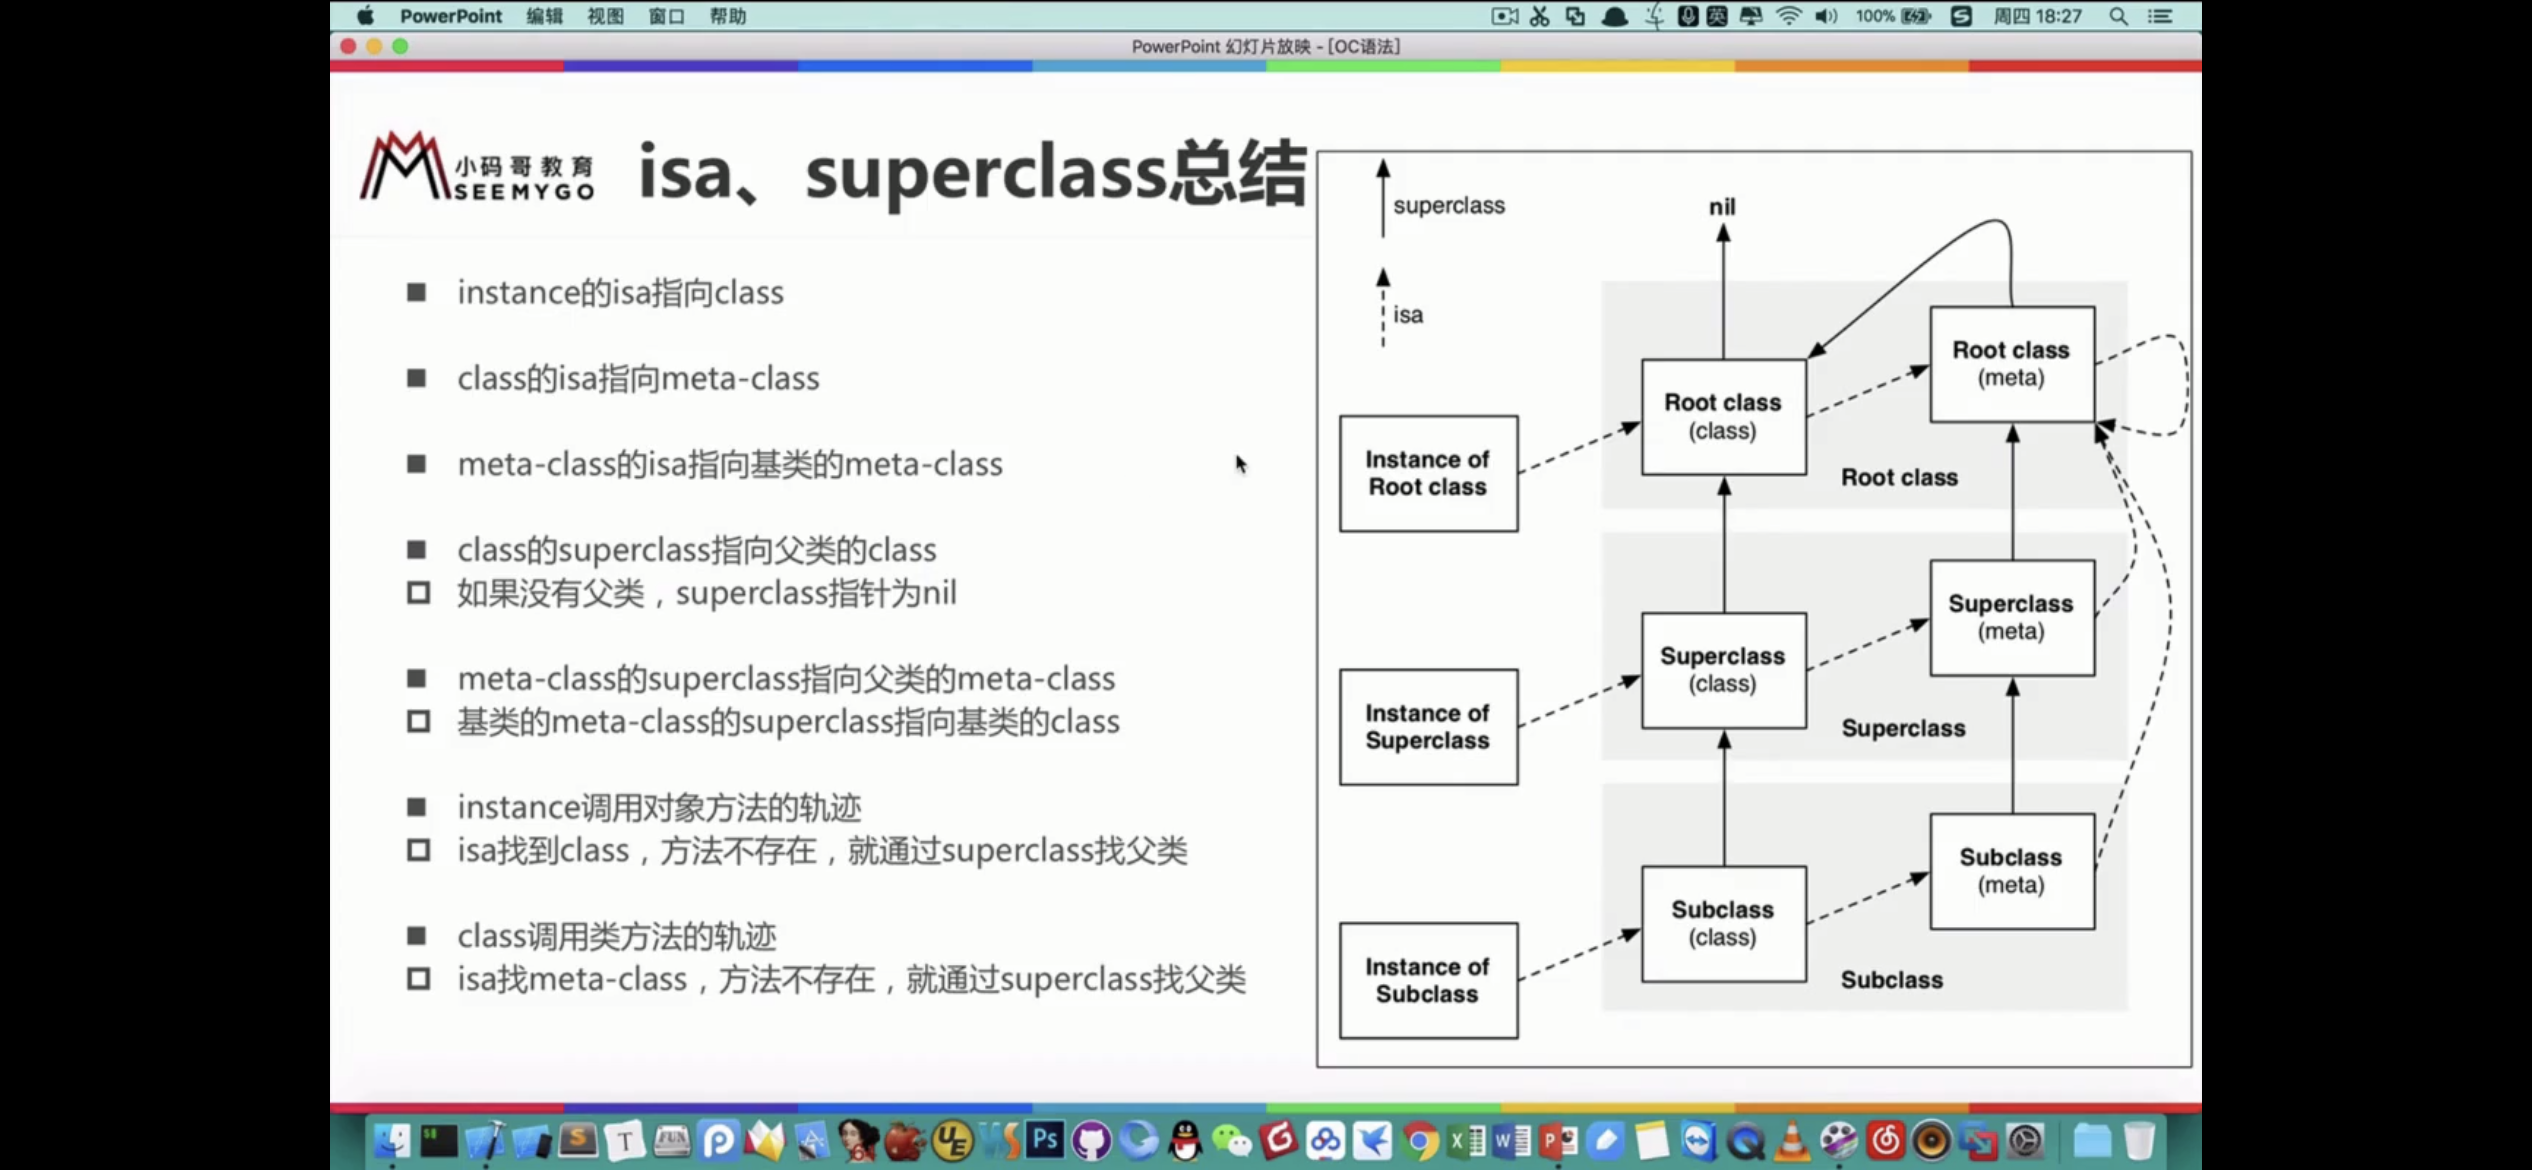 PowerPoint 编辑 视图 窗口 帮助
100%
周四 18:27
PowerPoint 幻灯片放映 - [OC语法]
小码哥教育
SEEMYGO
isa、superclass总结
instance的isa指向class
class的isa指向meta-class
meta-class的isa指向基类的meta-class
class的superclass指向父类的class
如果没有父类，superclass指针为nil
meta-class的superclass指向父类的meta-class
基类的meta-class的superclass指向基类的class
instance调用对象方法的轨迹
isa找到class，方法不存在，就通过superclass找父类
class调用类方法的轨迹
isa找meta-class，方法不存在，就通过superclass找父类
superclass
isa
nil
Root class
(meta)
Root class
(class)
Instance of
Root class
Root class
Superclass
(meta)
Superclass
(class)
Instance of
Superclass
Superclass
Subclass
(meta)
Subclass
(class)
Instance of
Subclass
Subclass